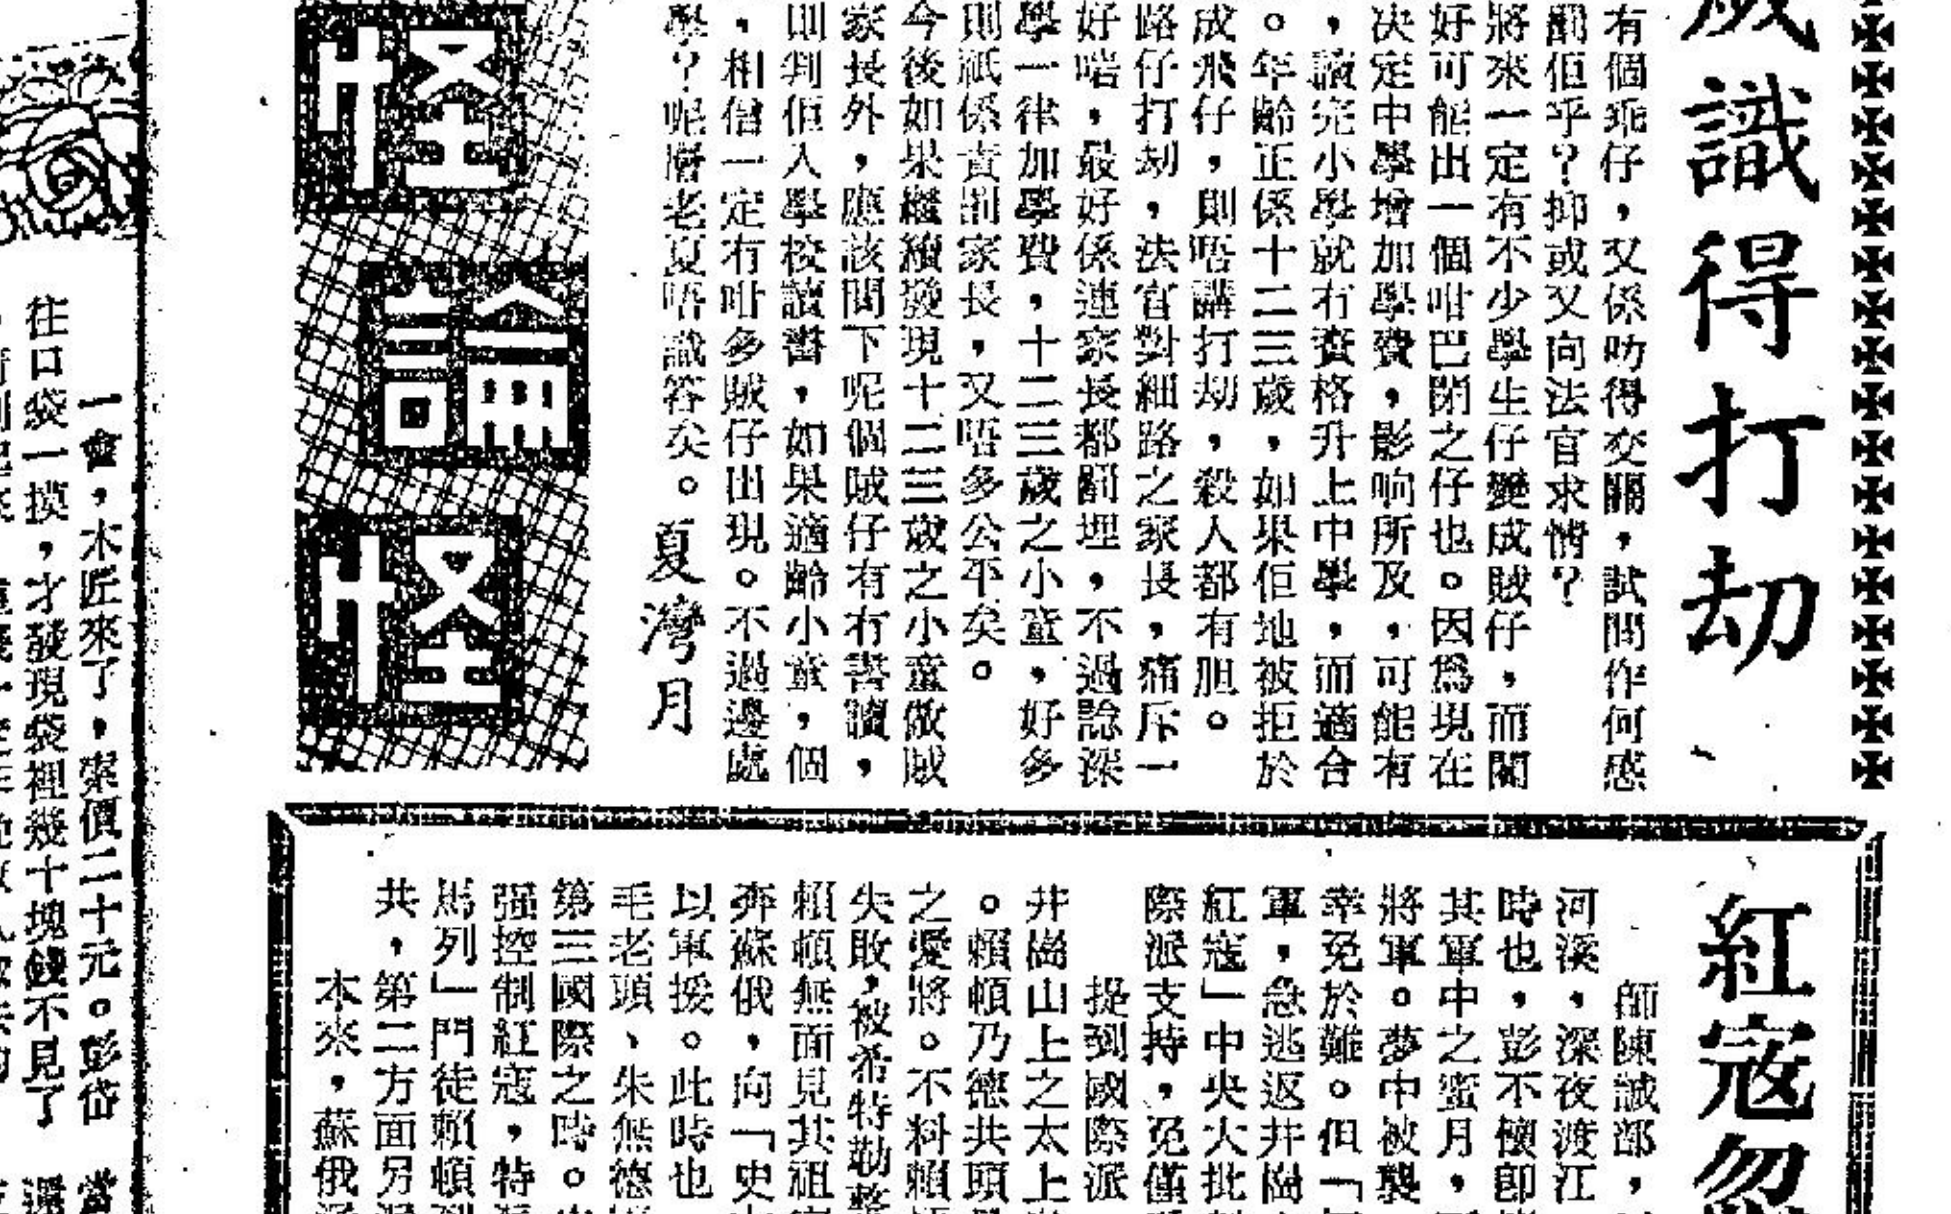 歲識得打劫
有個乖仔，又係叻得交關，試問作何感
罰佢乎？抑或又向法官求情？
將來一定有不少學生仔變成賊仔，而關
好可能出一個咁巴閉之仔也。因為現在
决定中學增加學費，影响所及，可能有
，讀完小學就冇資格升上中學，而適合
。年齡正係十二三歲，如果佢地被拒於
成飛仔，則唔講打劫，殺人都有胆。
路仔打劫，法官對細路之家長，痛斥一
好啱，最好係連家長都罰埋，不過諗深
學一律加學費，十二三歲之小童，好多
則祇係責罰家長，又唔多公平矣。
今後如果繼續發現十二三歲之小童做賊
家長外，應該問下呢個賊仔有冇書讀，
即判佢入學校讀書，如果適齡小童，個
，相信一定有咁多賊仔出現。不過邊處
學？呢層老夏唔識答矣。
夏灣月
怪論怪
紅寇勿
師陳誠部，
河溪，深夜渡江
時也，彭不懷卽
其軍中之蜜月，
將軍。夢中被襲
幸免於難。但「
軍，急逃返井崗
紅寇」中央大批
際派支持，免僅
提到國際派
井崗山上之太上
。賴頓乃德共頭
之愛將。不料賴
失敗，被希特勒
賴頓無面見其祖
奔蘇俄，向「史
以軍援。此時也
毛老頭、朱無德
第三國際之時。
强控制紅寇，特
馬列」門徒賴頓
共，第二方面另
本來，蘇俄
一會，木匠來了，索價二十元。彭岱
往口袋一摸，才發現袋裡幾十塊錢不見了